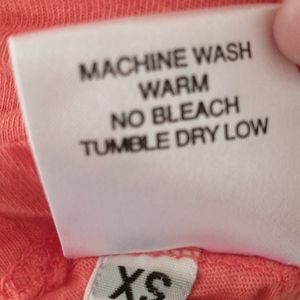 MACHINE WASH
WARM
NO BLEACH
TUMBLE DRY LOW
XS